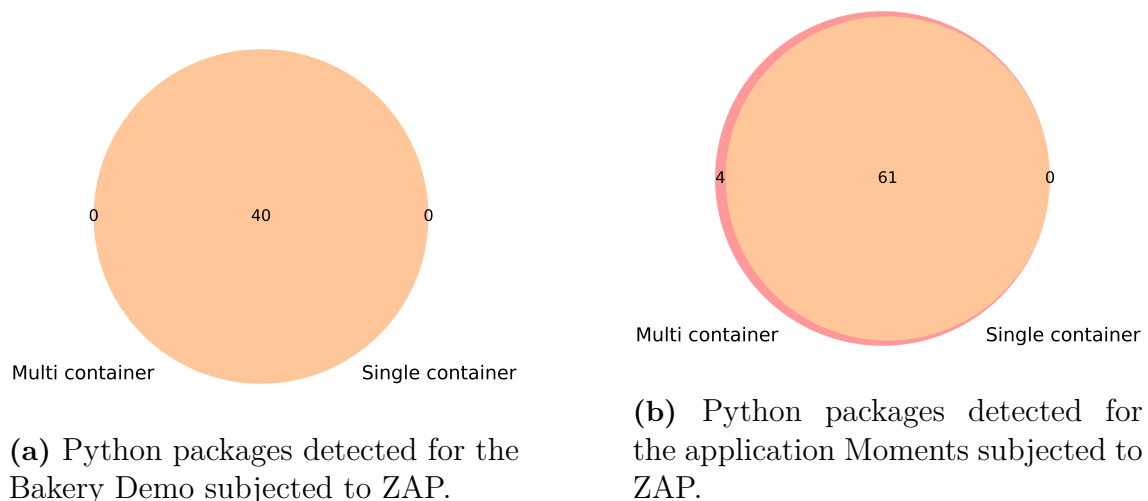 0
40
0
Multi container
Single container
(a) Python packages detected for the
Bakery Demo subjected to ZAP.
4
61
0
Multi container
Single container
(b) Python packages detected for
the application Moments subjected to
ZAP.